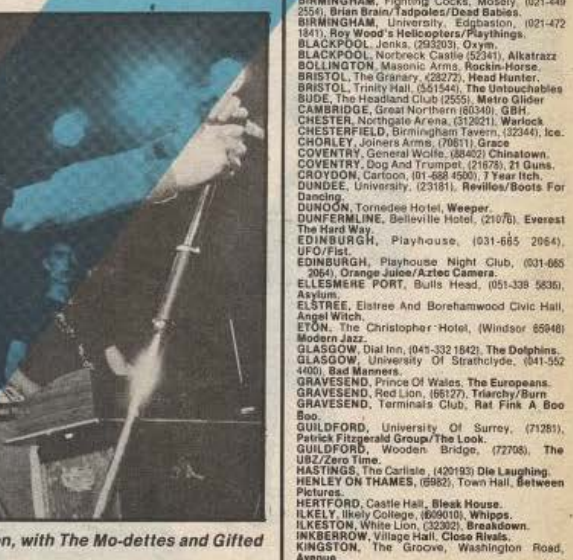 BIRMINGHAM, Fighting Cocks, Mosely, (021-449
2554), Brian Brain/Tadpoles/Dead Babies.
BIRMINGHAM, University, Edgbaston, (021-472
1841), Roy Wood's Helicopters/Playthings.
BLACKPOOL, Jenks, (293203), Oxym.
BLACKPOOL, Norbreck Castle (52341), Alkatrazz
BOLLINGTON, Masonic Arms, Rockin-Horse.
BRISTOL, The Granary, (28272), Head Hunter.
BRISTOL, Trinity Hall, (551544), The Untouchables
BUDE, The Headland Club (2555), Metro Glider
CAMBRIDGE, Great Northern (60340), GBH.
CHESTER, Northgate Arena, (312021), Warlock
CHESTERFIELD, Birmingham Tavern, (32344), Ice.
CHORLEY, Joiners Arms, (70611) Grace
COVENTRY, General Wolfe, (88402) Chinatown.
COVENTRY, Dog And Trumpet, (21678), 21 Guns.
CROYDON, Cartoon, (01-688 4500), 7 Year Itch.
DUNDEE, University, (23181), Revillos/Boots For
Dancing.
DUNOON, Tornedee Hotel, Weeper.
DUNFERMLINE, Belleville Hotel, (21076), Everest
The Hard Way.
EDINBURGH, Playhouse, (031-665 2064),
UFO/Fist.
EDINBURGH, Playhouse Night Club, (031-665
2064), Orange Juice/Aztec Camera.
ELLESMERE PORT, Bulls Head, (051-339 5636),
Asylum.
ELSTREE, Elstree And Borehamwood Civic Hall,
Angel Witch.
ETON, The Christopher Hotel, (Windsor 65946)
Modern Jazz.
GLASGOW, Dial Inn, (041-332 1842), The Dolphins.
GLASGOW, University Of Strathclyde, (041-552
4400), Bad Manners.
GRAVESEND, Prince Of Wales, The Europeans.
GRAVESEND, Red Lion, (66127), Triarchy/Burn
GRAVESEND, Terminals Club, Rat Fink A Boo
Boo.
GUILDFORD, University Of Surrey, (71281),
Patrick Fitzgerald Group/The Look.
GUILDFORD, Wooden Bridge, (72708), The
UBZ/Zero Time.
HASTINGS, The Carlisle, (420193) Die Laughing.
HENLEY ON THAMES, (6982), Town Hall, Between
Pictures.
HERTFORD, Castle Hall, Bleak House.
ILKELY, Ilkely College, (609010), Whipps.
ILKESTON, White Lion, (32302), Breakdown.
INKBERROW, Village Hall, Close Rivals.
KINGSTON, The Groove, Washington Road,
Avenue
n, with The Mo-dettes and Gifted